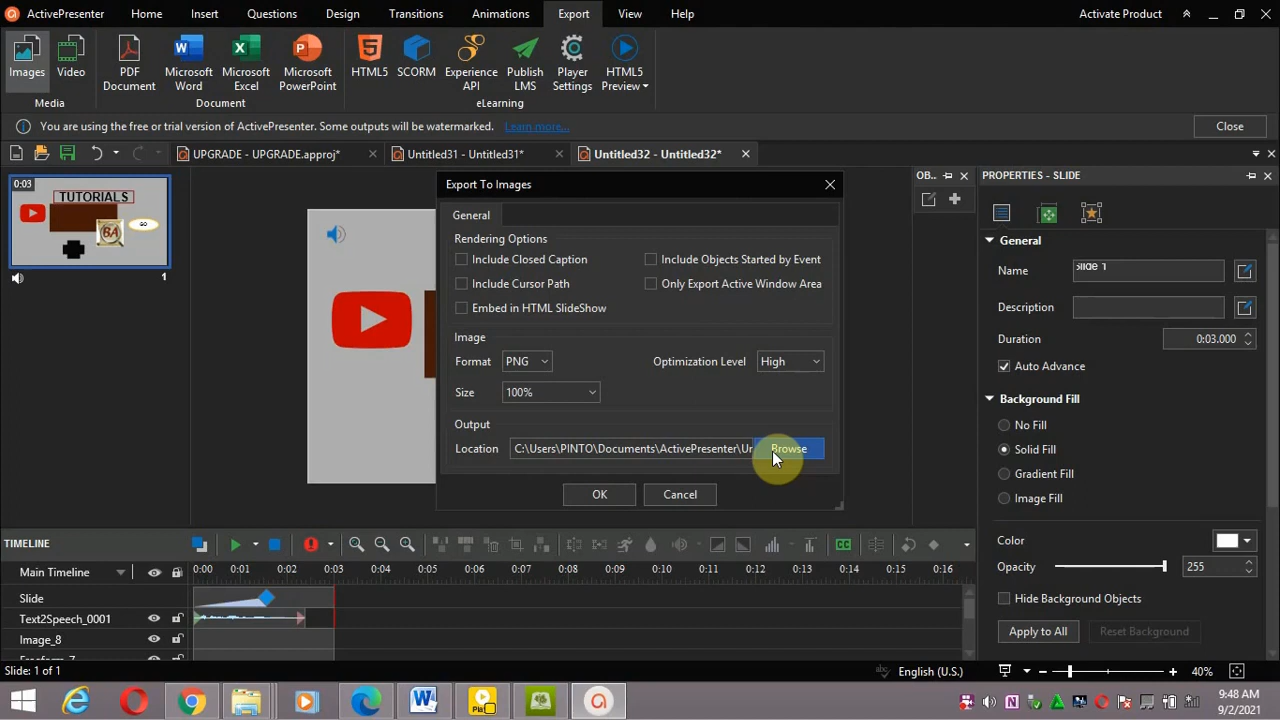 ActivePresenter Home Insert Questions Design Transitions Animations Export View Help Activate Product
Images Video PDF Document Microsoft Word Microsoft Excel Microsoft PowerPoint HTML5 SCORM Experience API Publish LMS Player Settings HTML5 Preview
Media Document eLearning
You are using the free or trial version of ActivePresenter. Some outputs will be watermarked. Learn more... Close
UPGRADE - UPGRADE.approj* Untitled31 - Untitled31* Untitled32 - Untitled32*
0:03
TUTORIALS
GO
BA
1
Export To Images
General
Rendering Options
Include Closed Caption Include Objects Started by Event
Include Cursor Path Only Export Active Window Area
Embed in HTML SlideShow
Image
Format PNG Optimization Level High
Size 100%
Output
Location C:\Users\PINTO\Documents\ActivePresenter\Un Browse
OK Cancel
OB...
PROPERTIES - SLIDE
General
Name Slide 1
Description
Duration 0:03.000
Auto Advance
Background Fill
No Fill
Solid Fill
Gradient Fill
Image Fill
Color
Opacity 255
Hide Background Objects
Apply to All Reset Background
TIMELINE
Main Timeline 0:00 0:01 0:02 0:03 0:04 0:05 0:06 0:07 0:08 0:09 0:10 0:11 0:12 0:13 0:14 0:15 0:16
Slide
Text2Speech_0001
Image_8
Freeform_7
Slide: 1 of 1 English (U.S.) 40%
9:48 AM
9/2/2021